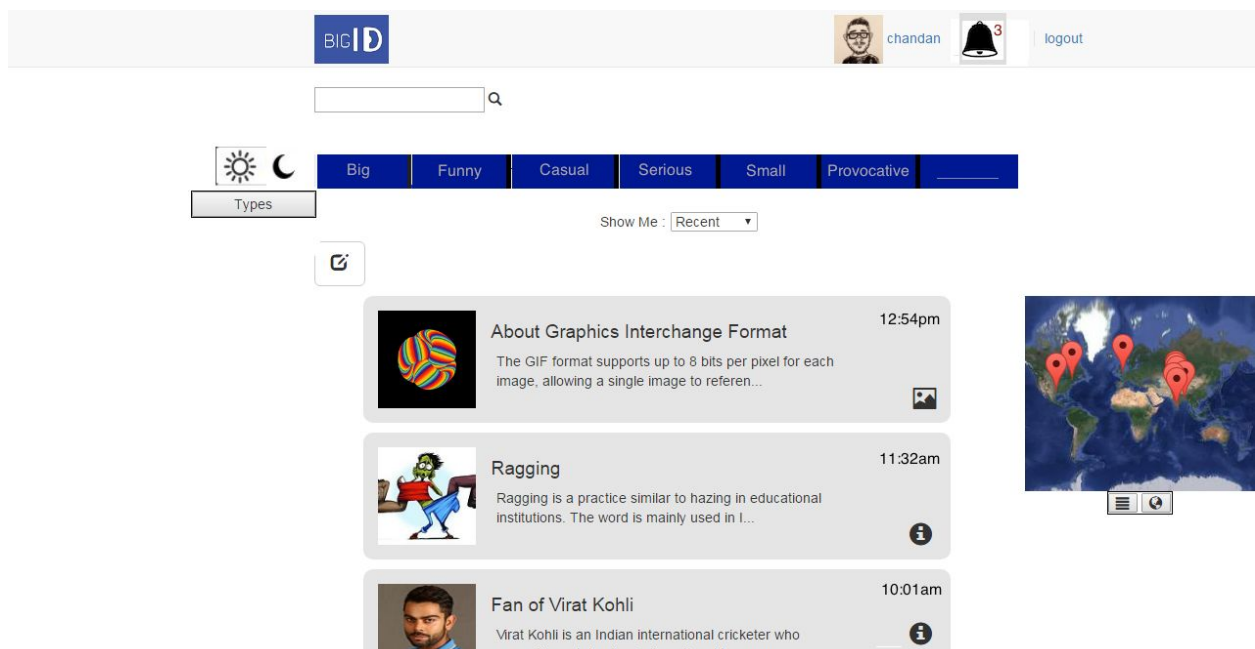 BIGID
chandan
3
logout
Big Funny Casual Serious Small Provocative
Types
Show Me : Recent
About Graphics Interchange Format
12:54pm
The GIF format supports up to 8 bits per pixel for each
image, allowing a single image to referen...
Ragging
11:32am
Ragging is a practice similar to hazing in educational
institutions. The word is mainly used in I...
Fan of Virat Kohli
10:01am
Virat Kohli is an Indian international cricketer who